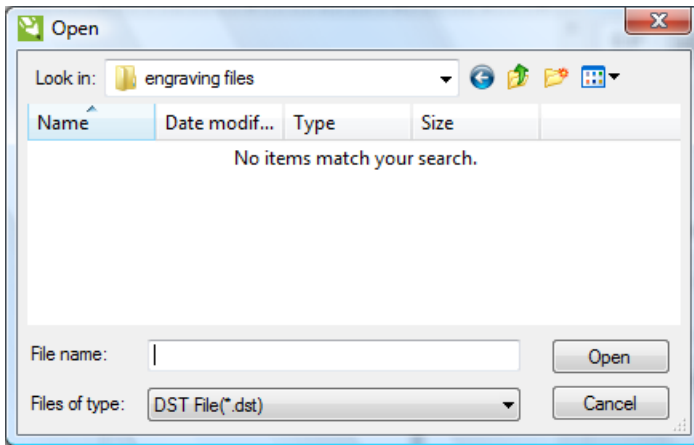 Open
Look in: engraving files
Name Date modif... Type Size
No items match your search.
File name: Open
Files of type: DST File(*.dst) Cancel